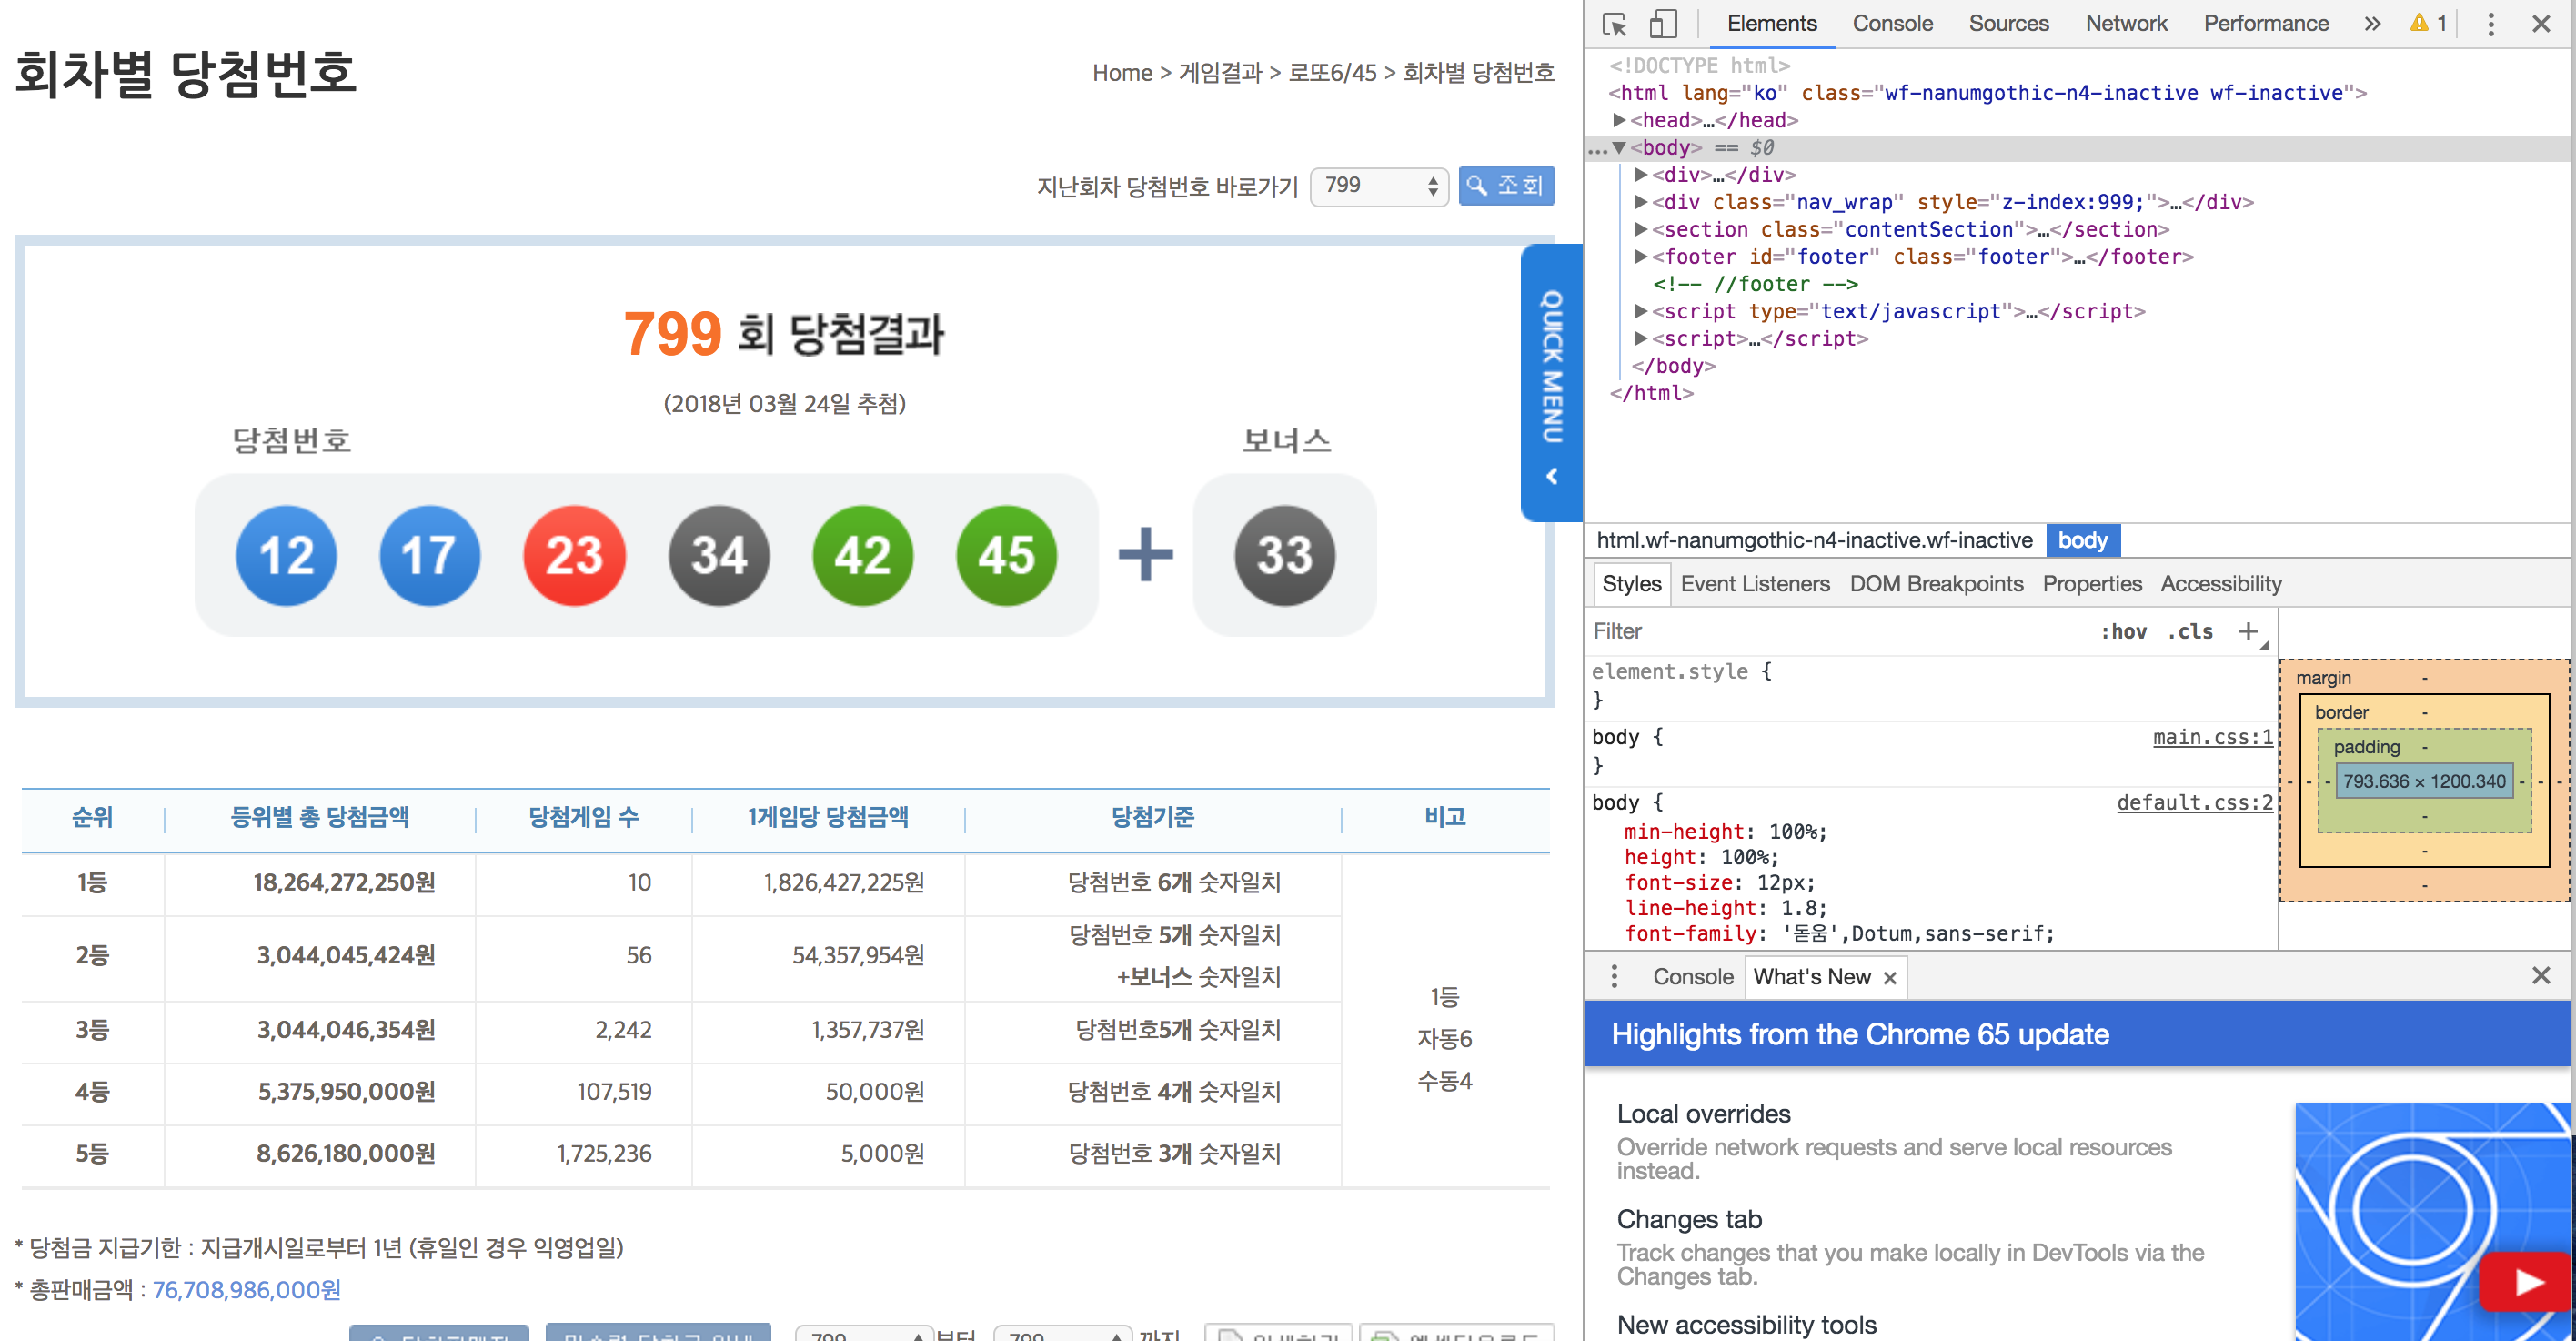 회차별 당첨번호
Home > 게임결과 > 로또6/45 > 회차별 당첨번호
지난회차 당첨번호 바로가기 799 조회
799 회 당첨결과
(2018년 03월 24일 추첨)
당첨번호 보너스
12 17 23 34 42 45 + 33
QUICK MENU
순위 등위별 총 당첨금액 당첨게임 수 1게임당 당첨금액 당첨기준 비고
1등 18,264,272,250원 10 1,826,427,225원 당첨번호 6개 숫자일치
2등 3,044,045,424원 56 54,357,954원 당첨번호 5개 숫자일치
+보너스 숫자일치
3등 3,044,046,354원 2,242 1,357,737원 당첨번호5개 숫자일치
4등 5,375,950,000원 107,519 50,000원 당첨번호 4개 숫자일치
5등 8,626,180,000원 1,725,236 5,000원 당첨번호 3개 숫자일치
1등
자동6
수동4
* 당첨금 지급기한 : 지급개시일로부터 1년 (휴일인 경우 익영업일)
* 총판매금액 : 76,708,986,000원
799 부터 799 까지
Elements Console Sources Network Performance » 1
<!DOCTYPE html>
<html lang="ko" class="wf-nanumgothic-n4-inactive wf-inactive">
<head>…</head>
…<body> == $0
<div>…</div>
<div class="nav_wrap" style="z-index:999;">…</div>
<section class="contentSection">…</section>
<footer id="footer" class="footer">…</footer>
<!-- //footer -->
<script type="text/javascript">…</script>
<script>…</script>
</body>
</html>
html.wf-nanumgothic-n4-inactive.wf-inactive body
Styles Event Listeners DOM Breakpoints Properties Accessibility
Filter :hov .cls +
element.style {
}
body { main.css:1
}
body { default.css:2
min-height: 100%;
height: 100%;
font-size: 12px;
line-height: 1.8;
font-family: '돋움',Dotum,sans-serif;
margin -
border -
padding -
- - - 793.636 × 1200.340 - - -
-
-
-
Console What's New ×
Highlights from the Chrome 65 update
Local overrides
Override network requests and serve local resources
instead.
Changes tab
Track changes that you make locally in DevTools via the
Changes tab.
New accessibility tools